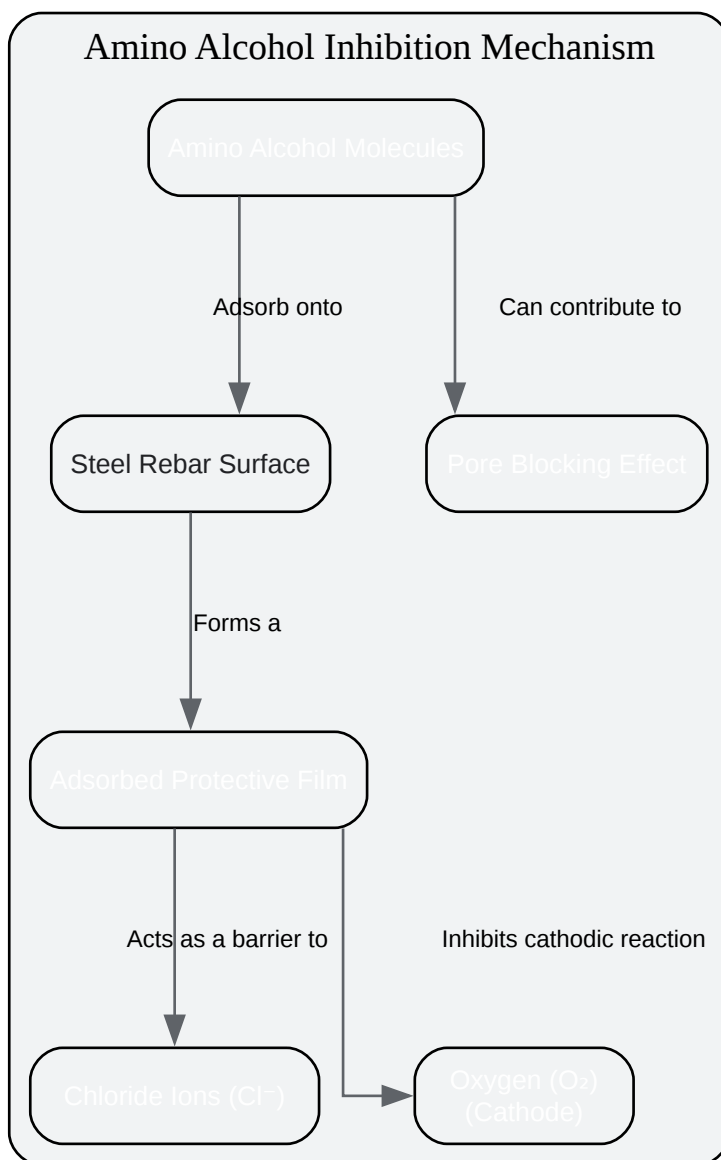 Amino Alcohol Inhibition Mechanism
Amino Alcohol Molecules
Adsorb onto
Can contribute to
Steel Rebar Surface
Pore Blocking Effect
Forms a
Adsorbed Protective Film
Acts as a barrier to
Inhibits cathodic reaction
Chloride Ions (Cl⁻)
Oxygen (O₂)
(Cathode)